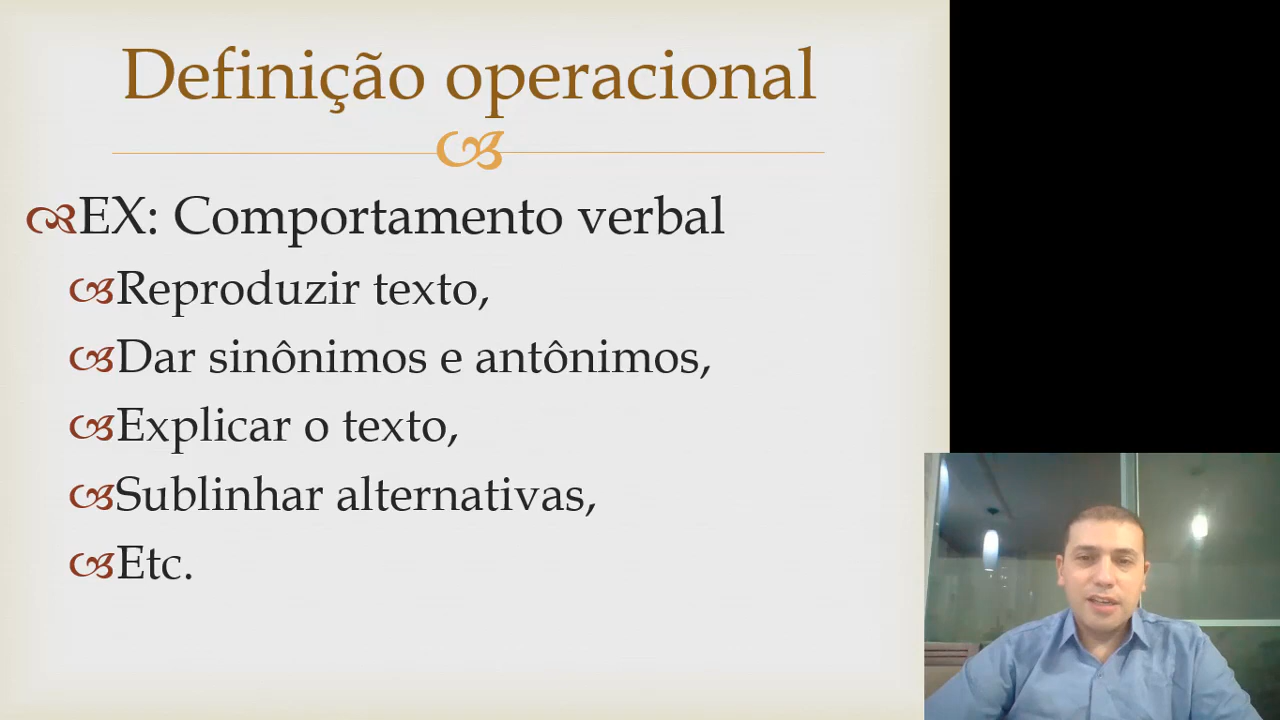 Definição operacional
EX: Comportamento verbal
Reproduzir texto,
Dar sinônimos e antônimos,
Explicar o texto,
Sublinhar alternativas,
Etc.